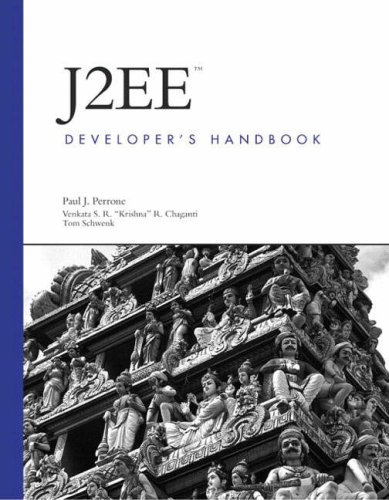 J2EE™
DEVELOPER'S HANDBOOK
Paul J. Perrone
Venkata S. R. "Krishna" R. Chaganti
Tom Schwenk